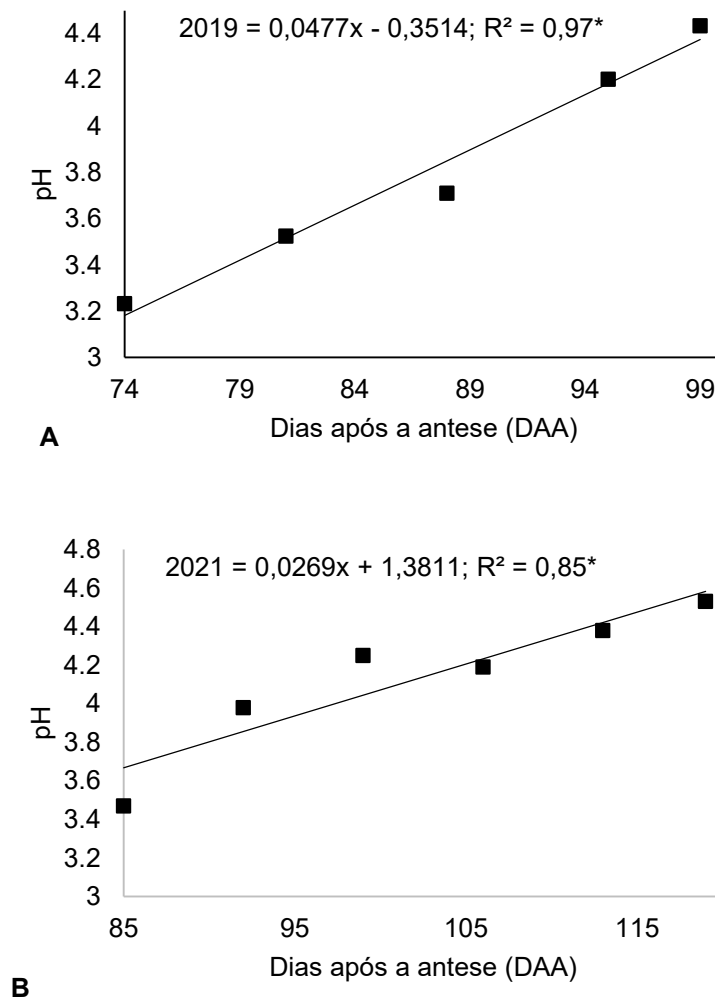 2019 = 0,0477x - 0,3514; R² = 0,97*
4.4
4.2
4
3.8
3.6
3.4
3.2
3
pH
74 79 84 89 94 99
Dias após a antese (DAA)
A
2021 = 0,0269x + 1,3811; R² = 0,85*
4.8
4.6
4.4
4.2
4
3.8
3.6
3.4
3.2
3
pH
85 95 105 115
Dias após a antese (DAA)
B